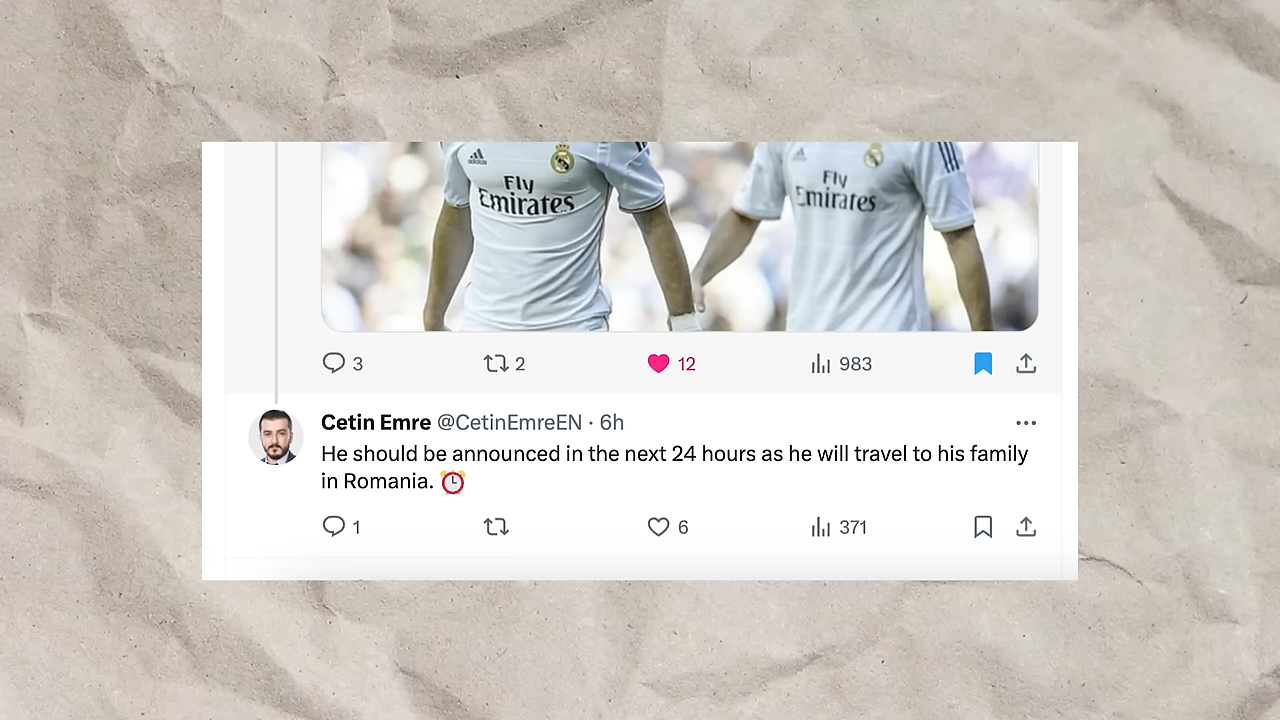 adidas
Fly
Emirates
Fly
Emirates
3
2
12
983
Cetin Emre @CetinEmreEN · 6h
He should be announced in the next 24 hours as he will travel to his family
in Romania. ⏰
1
6
371